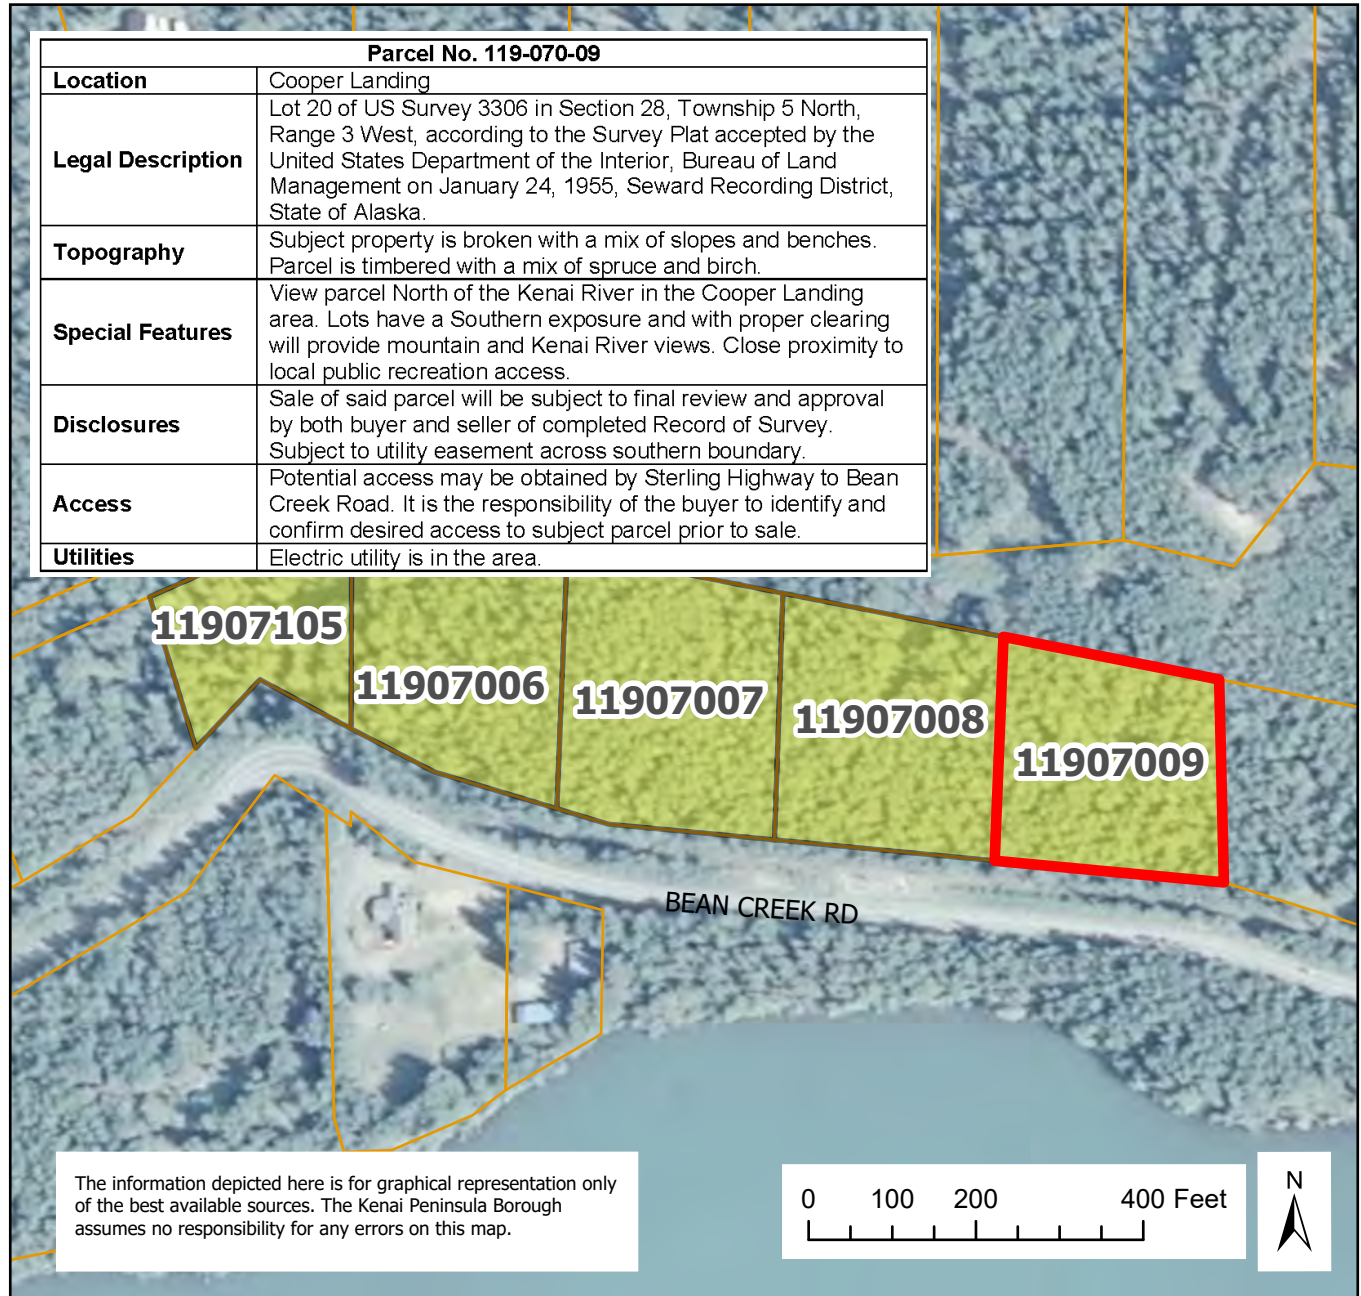 Parcel No. 119-070-09
Location
Cooper Landing
Legal Description
Lot 20 of US Survey 3306 in Section 28, Township 5 North,
Range 3 West, according to the Survey Plat accepted by the
United States Department of the Interior, Bureau of Land
Management on January 24, 1955, Seward Recording District,
State of Alaska.
Topography
Subject property is broken with a mix of slopes and benches.
Parcel is timbered with a mix of spruce and birch.
Special Features
View parcel North of the Kenai River in the Cooper Landing
area. Lots have a Southern exposure and with proper clearing
will provide mountain and Kenai River views. Close proximity to
local public recreation access.
Disclosures
Sale of said parcel will be subject to final review and approval
by both buyer and seller of completed Record of Survey.
Subject to utility easement across southern boundary.
Access
Potential access may be obtained by Sterling Highway to Bean
Creek Road. It is the responsibility of the buyer to identify and
confirm desired access to subject parcel prior to sale.
Utilities
Electric utility is in the area.
11907105
11907006
11907007
11907008
11907009
BEAN CREEK RD
The information depicted here is for graphical representation only
of the best available sources. The Kenai Peninsula Borough
assumes no responsibility for any errors on this map.
0 100 200 400 Feet
N